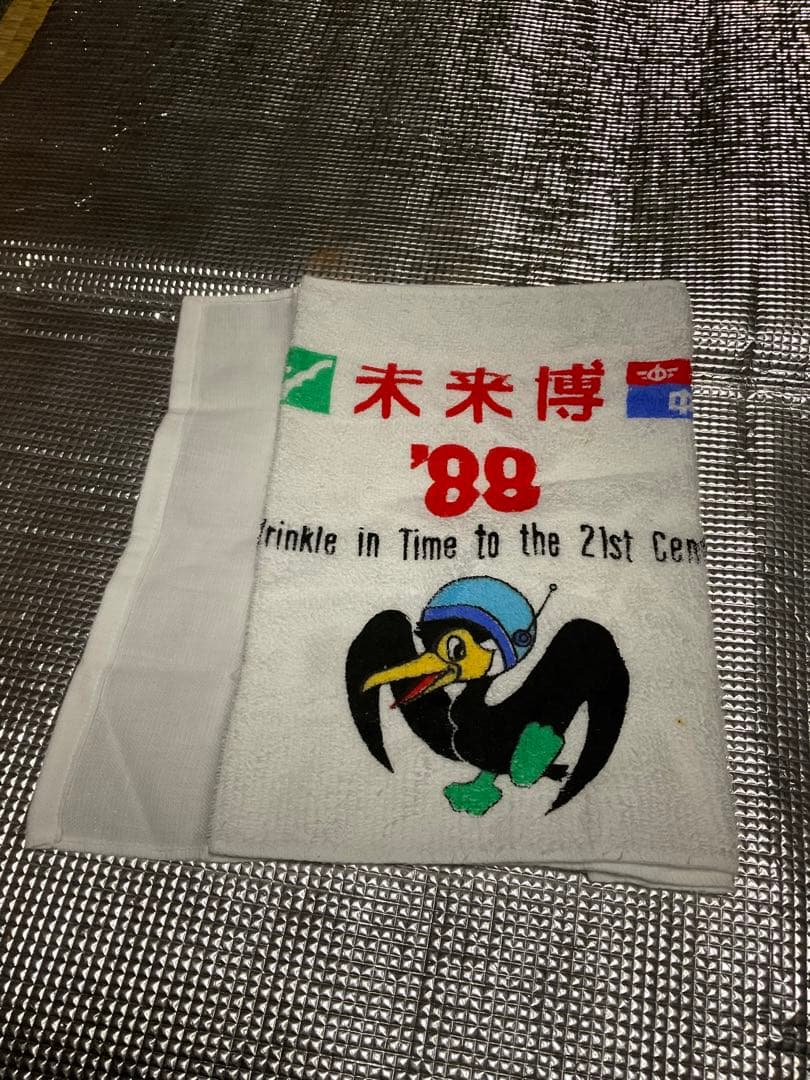 未来博
'88
rinkle in Time to the 21st Cen